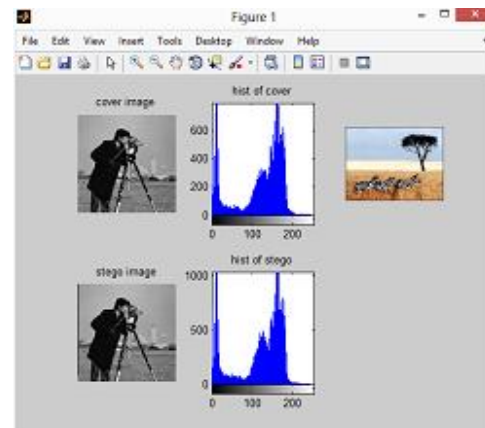 Figure 1
File Edit View Insert Tools Desktop Window Help
cover image
hist of cover
600
400
200
0
0 100 200
stego image
hist of stego
1000
500
0
0 100 200